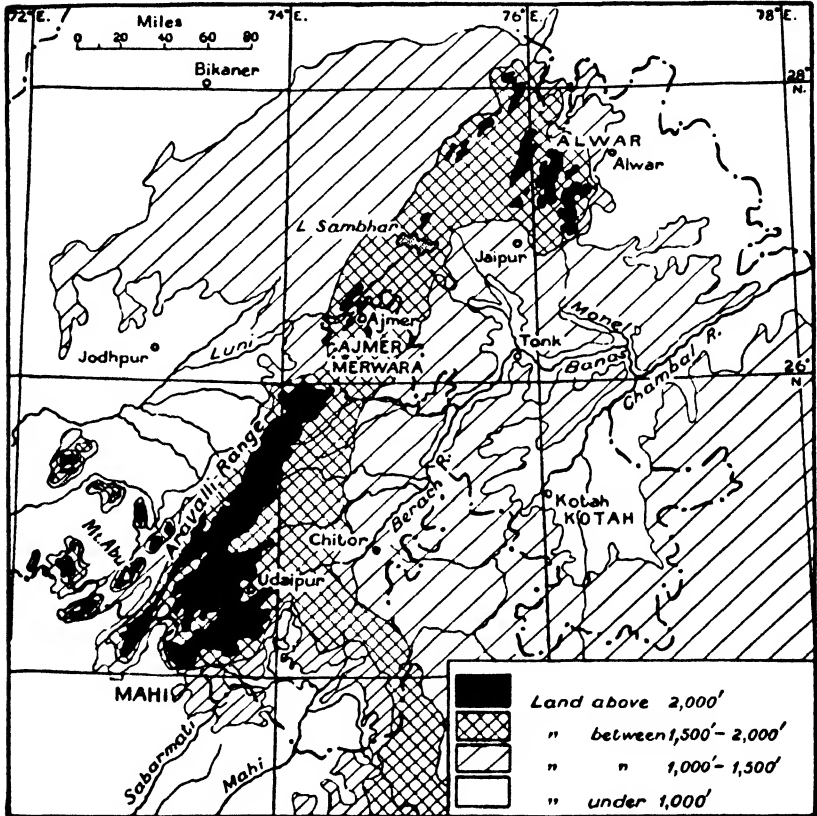 72° E.
74° E.
76° E.
78° E.
Miles
0 20 40 60 80
Bikaner
28°
N.
ALWAR
Alwar
L Sambhar
Jaipur
Ajmer
AJMER
MERWARA
Luni
Jodhpur
Morel
Tonk
Banas
Chambal R.
26°
N
Aravalli Range
Berach R.
Mt. Abu
Kotah
KOTAH
Chitor
Udaipur
MAHI
Sabarmati
Mahi
Land above 2,000'
" between 1,500'-2,000'
" " 1,000'-1,500'
" under 1,000'